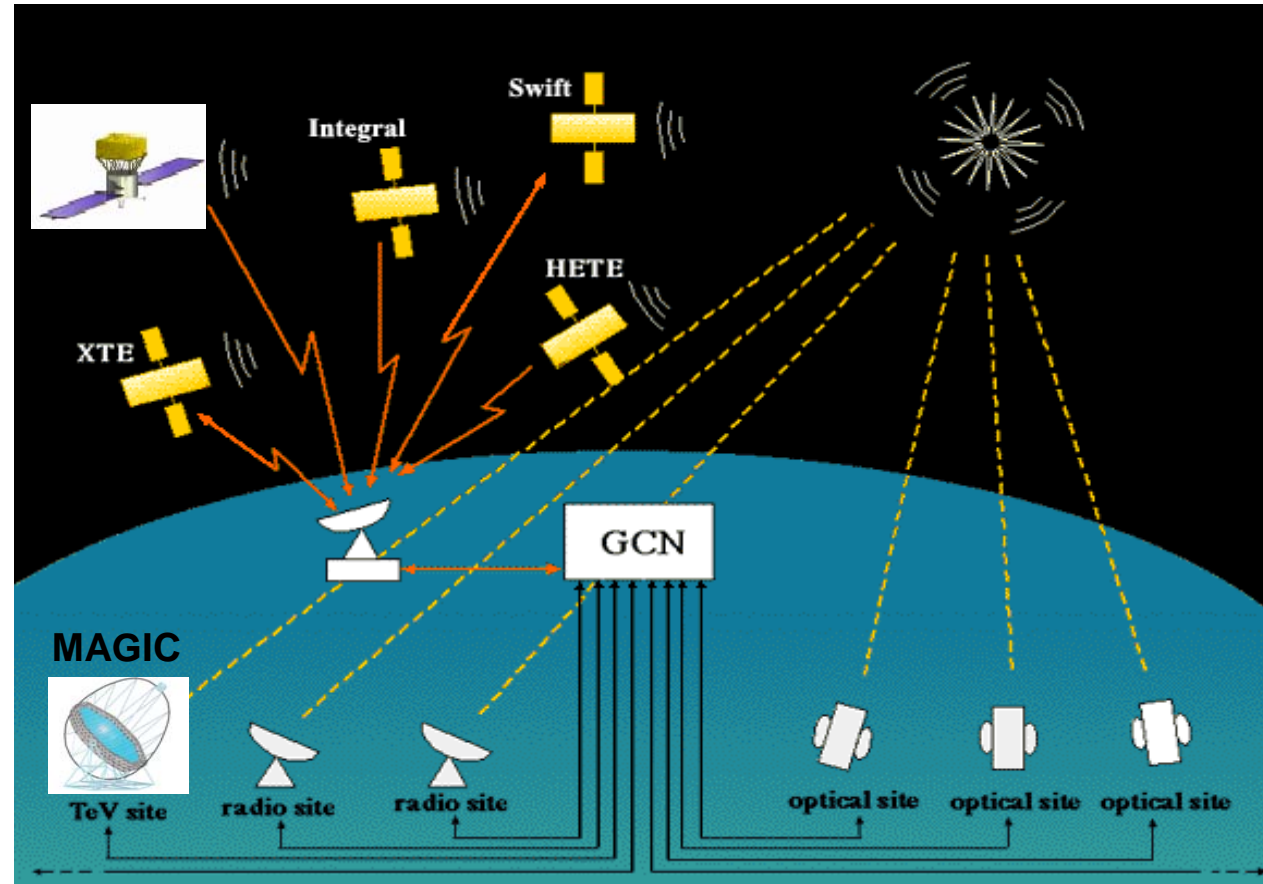 Swift
Integral
HETE
XTE
GCN
MAGIC
TeV site
radio site
radio site
optical site
optical site
optical site